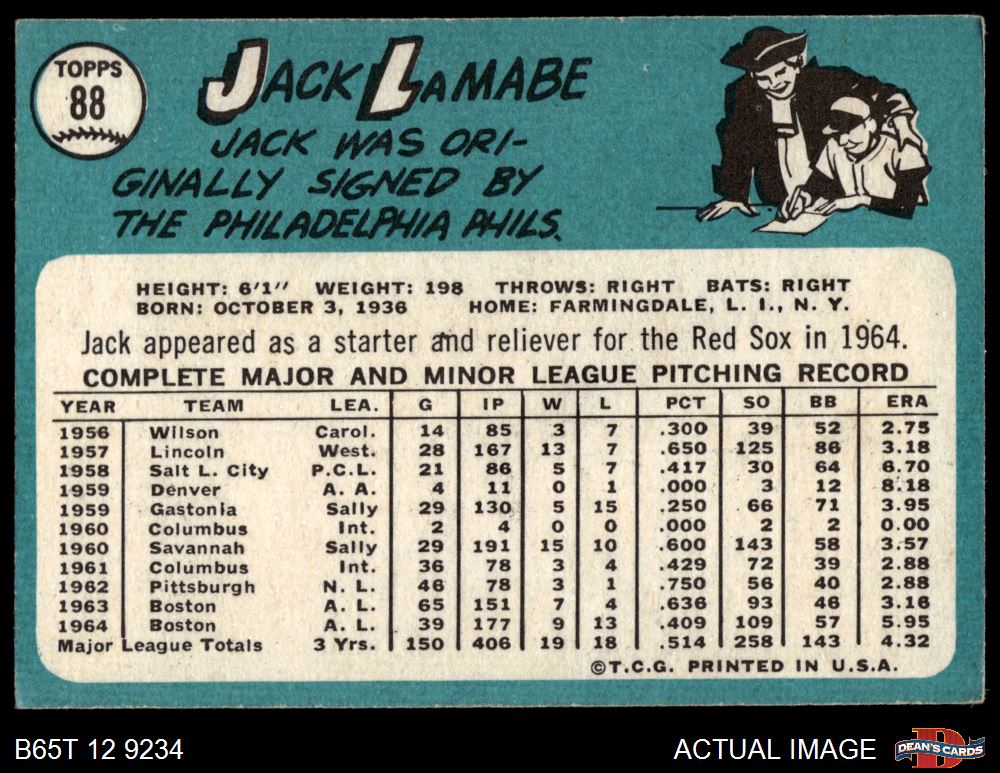 TOPPS
88
JACK LAMABE
JACK WAS ORI-
GINALLY SIGNED BY
THE PHILADELPHIA PHILS.
HEIGHT: 6'1" WEIGHT: 198 THROWS: RIGHT BATS: RIGHT
BORN: OCTOBER 3, 1936 HOME: FARMINGDALE, L. I., N. Y.
Jack appeared as a starter and reliever for the Red Sox in 1964.
COMPLETE MAJOR AND MINOR LEAGUE PITCHING RECORD
YEAR TEAM LEA. G IP W L PCT SO BB ERA
1956 Wilson Carol. 14 85 3 7 .300 39 52 2.75
1957 Lincoln West. 28 167 13 7 .650 125 86 3.18
1958 Salt L. City P.C.L. 21 86 5 7 .417 30 64 6.70
1959 Denver A. A. 4 11 0 1 .000 3 12 8.18
1959 Gastonia Sally 29 130 5 15 .250 66 71 3.95
1960 Columbus Int. 2 4 0 0 .000 2 2 0.00
1960 Savannah Sally 29 191 15 10 .600 143 58 3.57
1961 Columbus Int. 36 78 3 4 .429 72 39 2.88
1962 Pittsburgh N. L. 46 78 3 1 .750 56 40 2.88
1963 Boston A. L. 65 151 7 4 .636 93 46 3.16
1964 Boston A. L. 39 177 9 13 .409 109 57 5.95
Major League Totals 3 Yrs. 150 406 19 18 .514 258 143 4.32
©T.C.G. PRINTED IN U.S.A.
B65T 12 9234 ACTUAL IMAGE
D
DEAN'S CARDS